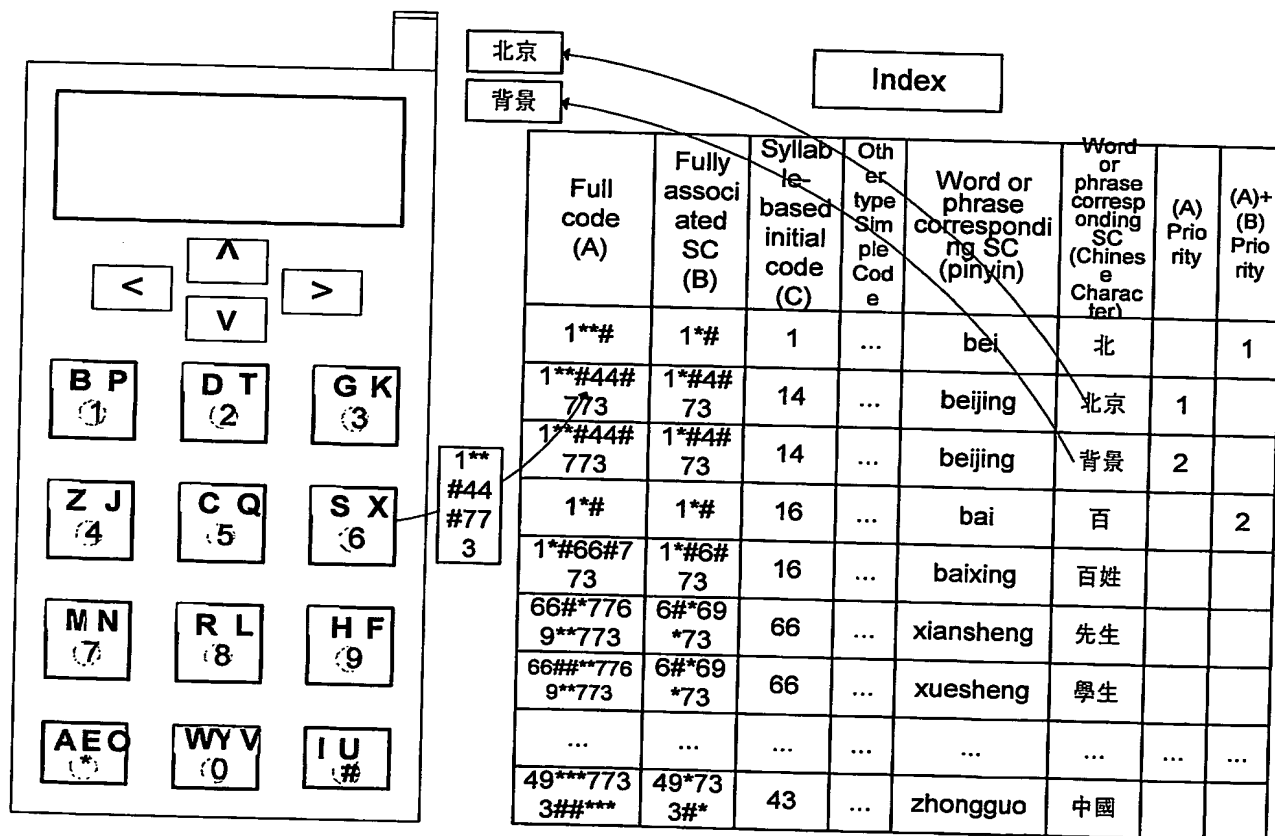 北京
背景
Index
<
Λ
V
>
B P
1
D T
2
G K
3
Z J
4
C Q
5
S X
6
M N
7
R L
8
H F
9
A E O
*
W Y V
0
I U
#
1**
#44
#77
3
Full
code
(A)
Fully
associ
ated
SC
(B)
Syllab
le-
based
initial
code
(C)
Oth
er
type
Sim
ple
Cod
e
Word or
phrase
correspondi
ng SC
(pinyin)
Word
or
phrase
corresp
onding
SC
(Chines
e
Charac
ter)
(A)
Prio
rity
(A)+
(B)
Prio
rity
1**# 1*# 1 ... bei 北 1
1**#44#
773
1*#4#
73
14 ... beijing 北京 1
1**#44#
773
1*#4#
73
14 ... beijing 背景 2
1*# 1*# 16 ... bai 百 2
1*#66#7
73
1*#6#
73
16 ... baixing 百姓
66#*776
9**773
6#*69
*73
66 ... xiansheng 先生
66##**776
9**773
6#*69
*73
66 ... xuesheng 學生
... ... ... ... ... ... ... ...
49***773
3##***
49*73
3#*
43 ... zhongguo 中國